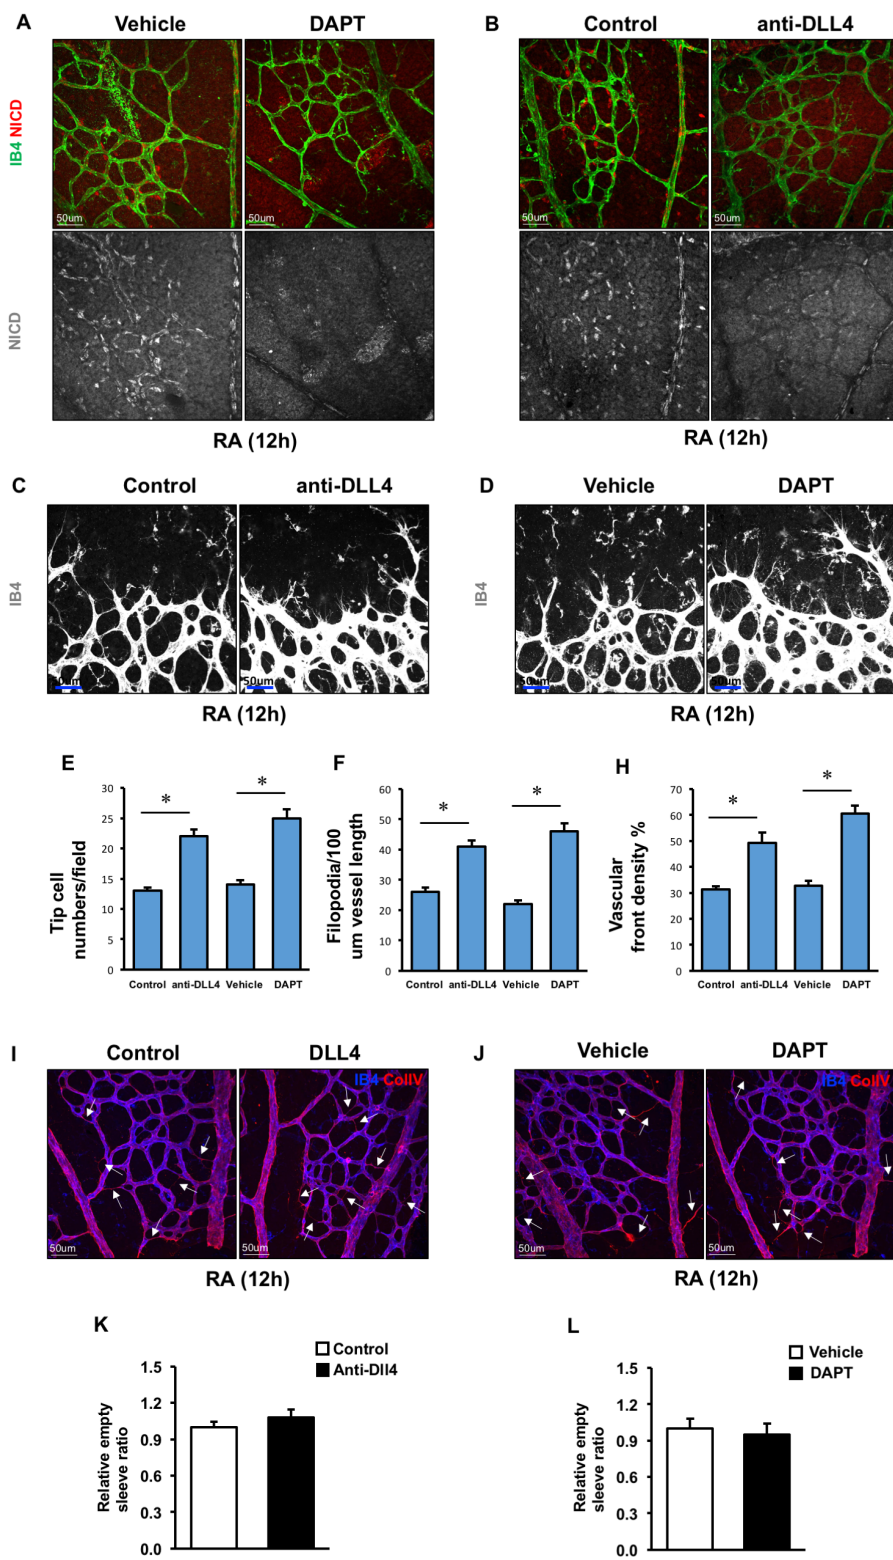 A
Vehicle
DAPT
B
Control
anti-DLL4
IB4 NICD
50um
50um
50um
50um
NICD
RA (12h)
RA (12h)
C
Control
anti-DLL4
D
Vehicle
DAPT
IB4
50um
50um
IB4
50um
50um
RA (12h)
RA (12h)
E
Tip cell
numbers/field
30
25
20
15
10
5
0
*
*
Control
anti-DLL4
Vehicle
DAPT
F
Filopodia/100
um vessel length
60
50
40
30
20
10
0
*
*
Control
anti-DLL4
Vehicle
DAPT
H
Vascular
front density %
70
60
50
40
30
20
10
0
*
*
Control
anti-DLL4
Vehicle
DAPT
I
Control
DLL4
J
Vehicle
DAPT
IB4 ColIV
IB4 ColIV
50um
50um
50um
50um
RA (12h)
RA (12h)
K
Control
Anti-Dll4
Relative empty
sleeve ratio
1.5
1.2
0.9
0.6
0.3
0.0
L
Vehicle
DAPT
Relative empty
sleeve ratio
1.5
1.2
0.9
0.6
0.3
0.0